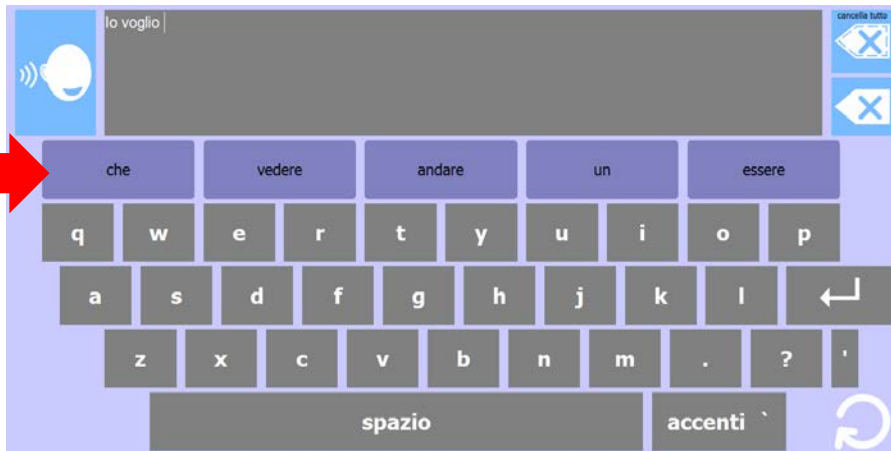 Io voglio
cancella tutto
che vedere andare un essere
q w e r t y u i o p
a s d f g h j k l
z x c v b n m . ? '
spazio accenti `